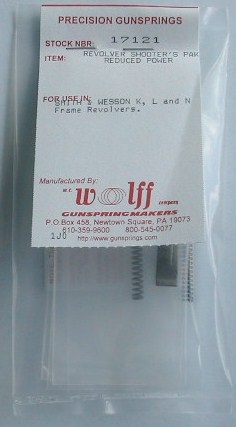 PRECISION GUNSPRINGS
STOCK NBR: 17121
REVOLVER SHOOTER'S PAK
ITEM: REDUCED POWER
FOR USE IN:
SMITH & WESSON K, L and N
Frame Revolvers.
Manufactured By:
W.C.
wolff
company
GUNSPRINGMAKERS
P.O. Box 458, Newtown Square, PA 19073
610-359-9600 800-545-0077
1J0 http://www.gunsprings.com